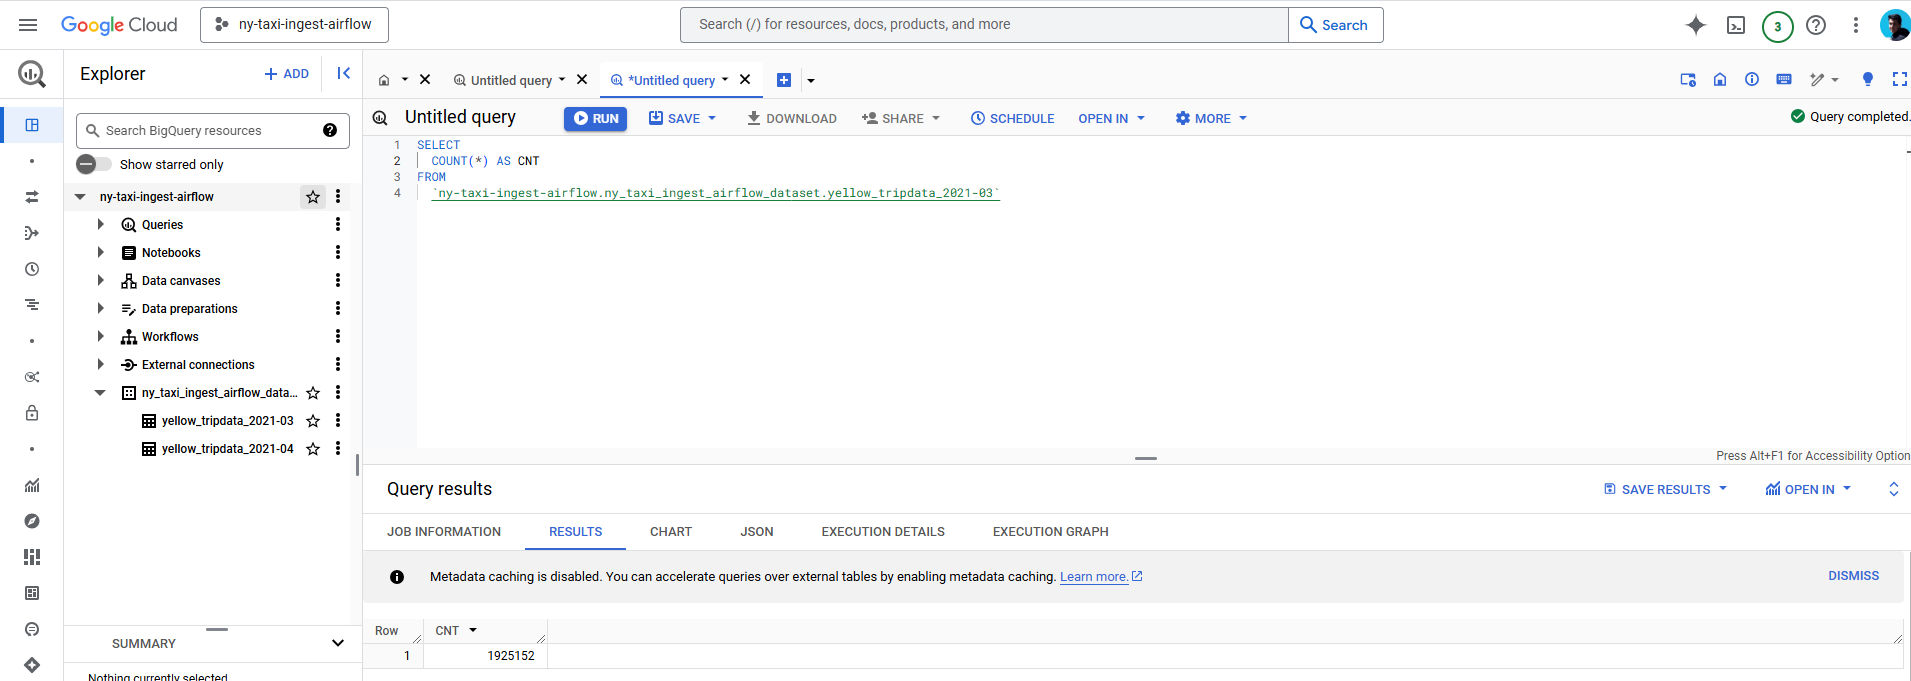 Google Cloud
ny-taxi-ingest-airflow
Search (/) for resources, docs, products, and more
Search
3
Explorer
+ ADD
Untitled query
*Untitled query
Search BigQuery resources
Show starred only
ny-taxi-ingest-airflow
Queries
Notebooks
Data canvases
Data preparations
Workflows
External connections
ny_taxi_ingest_airflow_data...
yellow_tripdata_2021-03
yellow_tripdata_2021-04
SUMMARY
Nothing currently selected
Untitled query
RUN
SAVE
DOWNLOAD
SHARE
SCHEDULE
OPEN IN
MORE
Query completed.
1 SELECT
2 COUNT(*) AS CNT
3 FROM
4 `ny-taxi-ingest-airflow.ny_taxi_ingest_airflow_dataset.yellow_tripdata_2021-03`
Press Alt+F1 for Accessibility Option
Query results
SAVE RESULTS
OPEN IN
JOB INFORMATION
RESULTS
CHART
JSON
EXECUTION DETAILS
EXECUTION GRAPH
Metadata caching is disabled. You can accelerate queries over external tables by enabling metadata caching. Learn more.
DISMISS
Row CNT
1 1925152